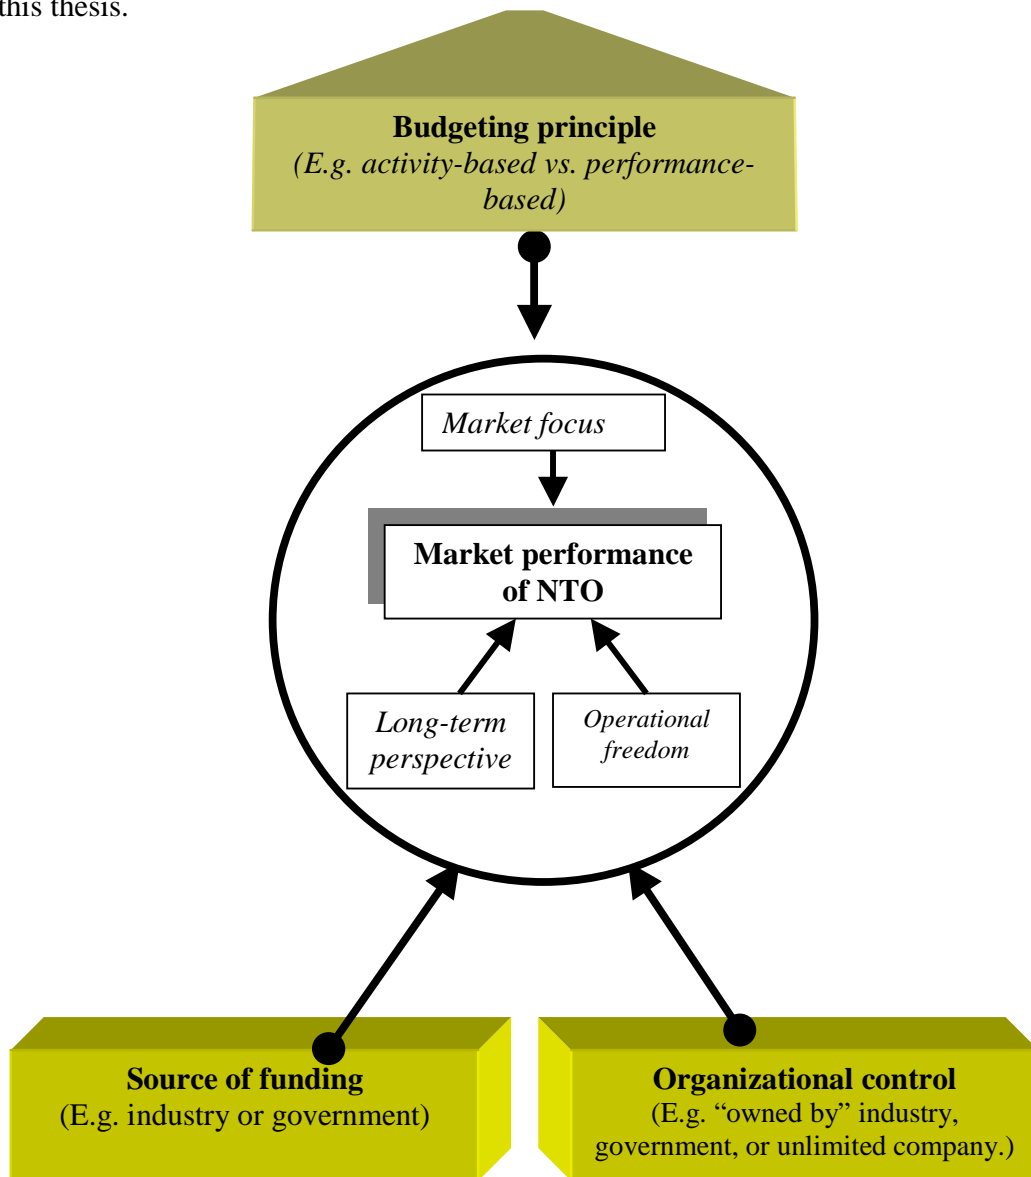 this thesis.
Budgeting principle
(E.g. activity-based vs. performance-
based)
Market focus
Market performance
of NTO
Long-term
perspective
Operational
freedom
Source of funding
(E.g. industry or government)
Organizational control
(E.g. “owned by” industry,
government, or unlimited company.)